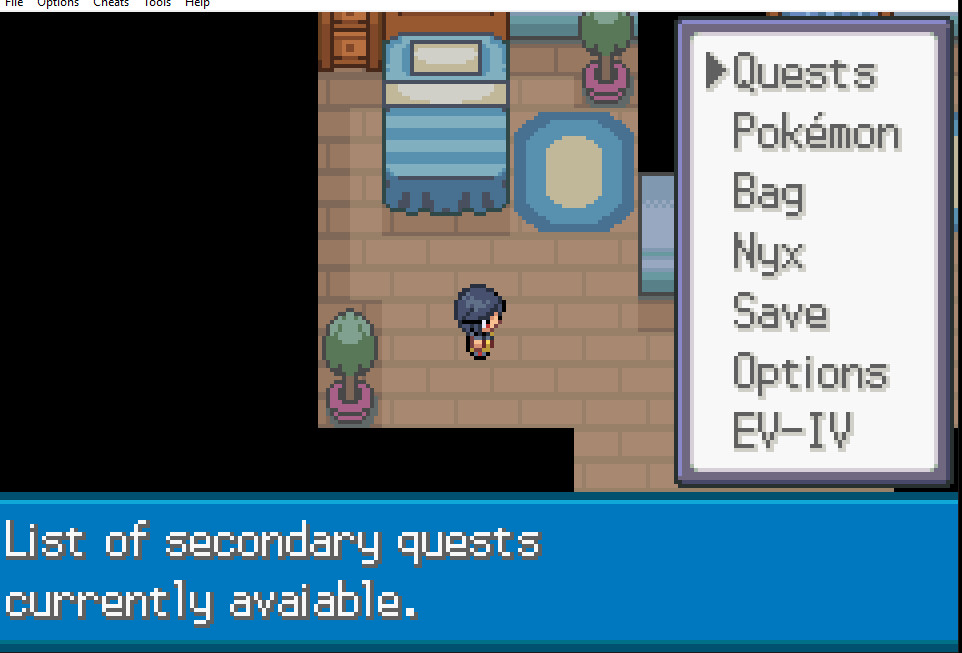 File Options Cheats Tools Help
Quests
Pokémon
Bag
Nyx
Save
Options
EV-IV
List of secondary quests
currently avaiable.